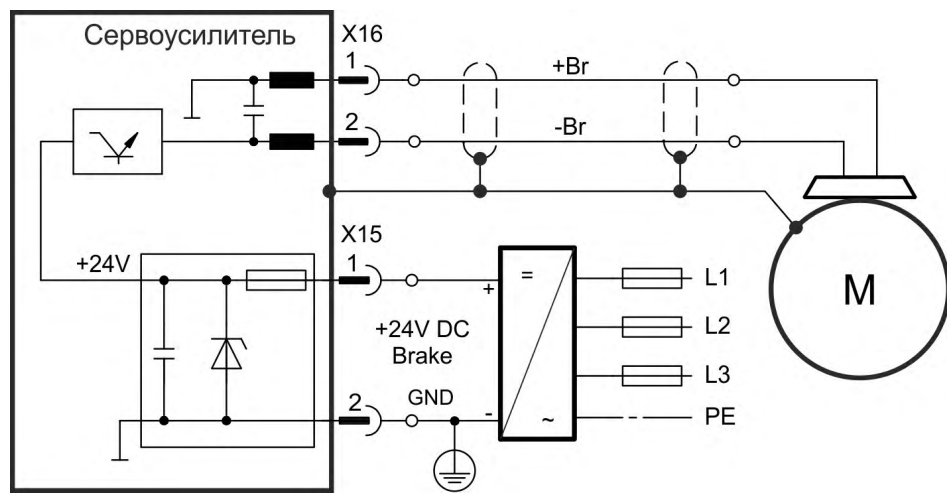 Сервоусилитель
X16
1
+Br
2
-Br
X15
+24V
1
+
=
L1
+24V DC
Brake
L2
M
L3
2
GND
-
~
PE